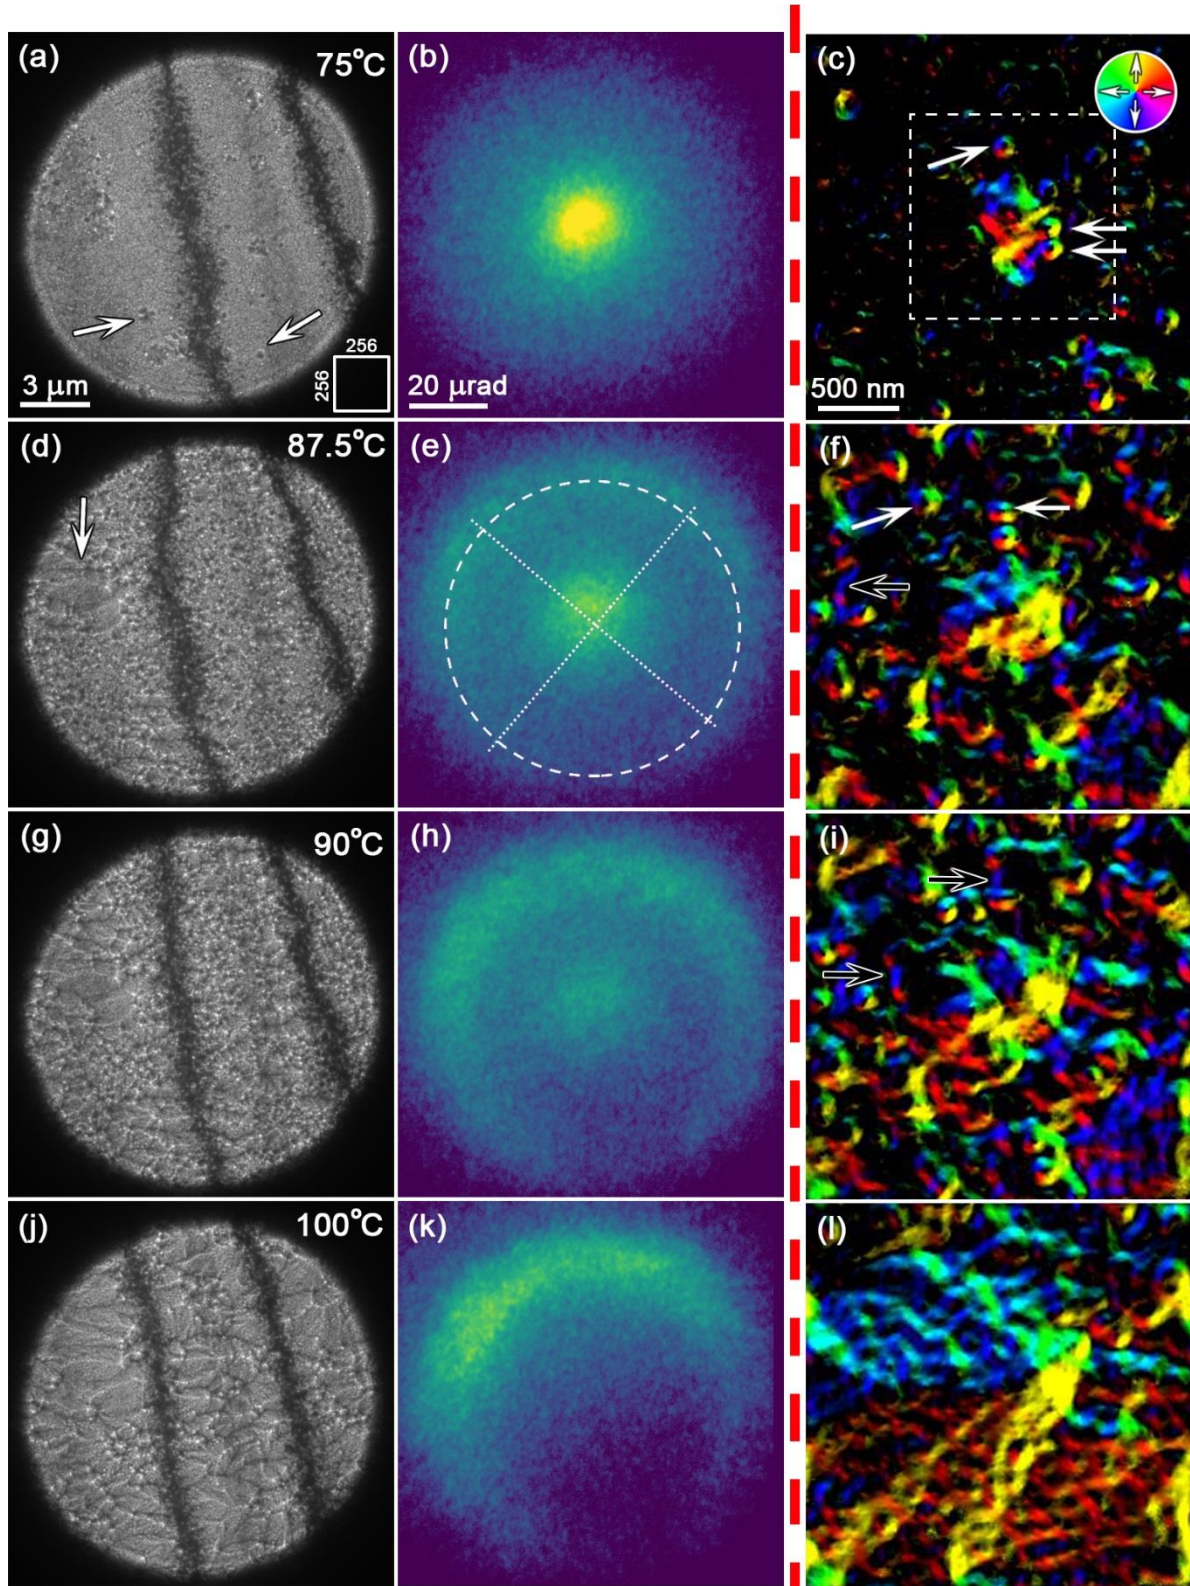 (a)
75°C
256
256
3 μm
(b)
20 μrad
(c)
500 nm
(d)
87.5°C
(e)
(f)
(g)
90°C
(h)
(i)
(j)
100°C
(k)
(l)